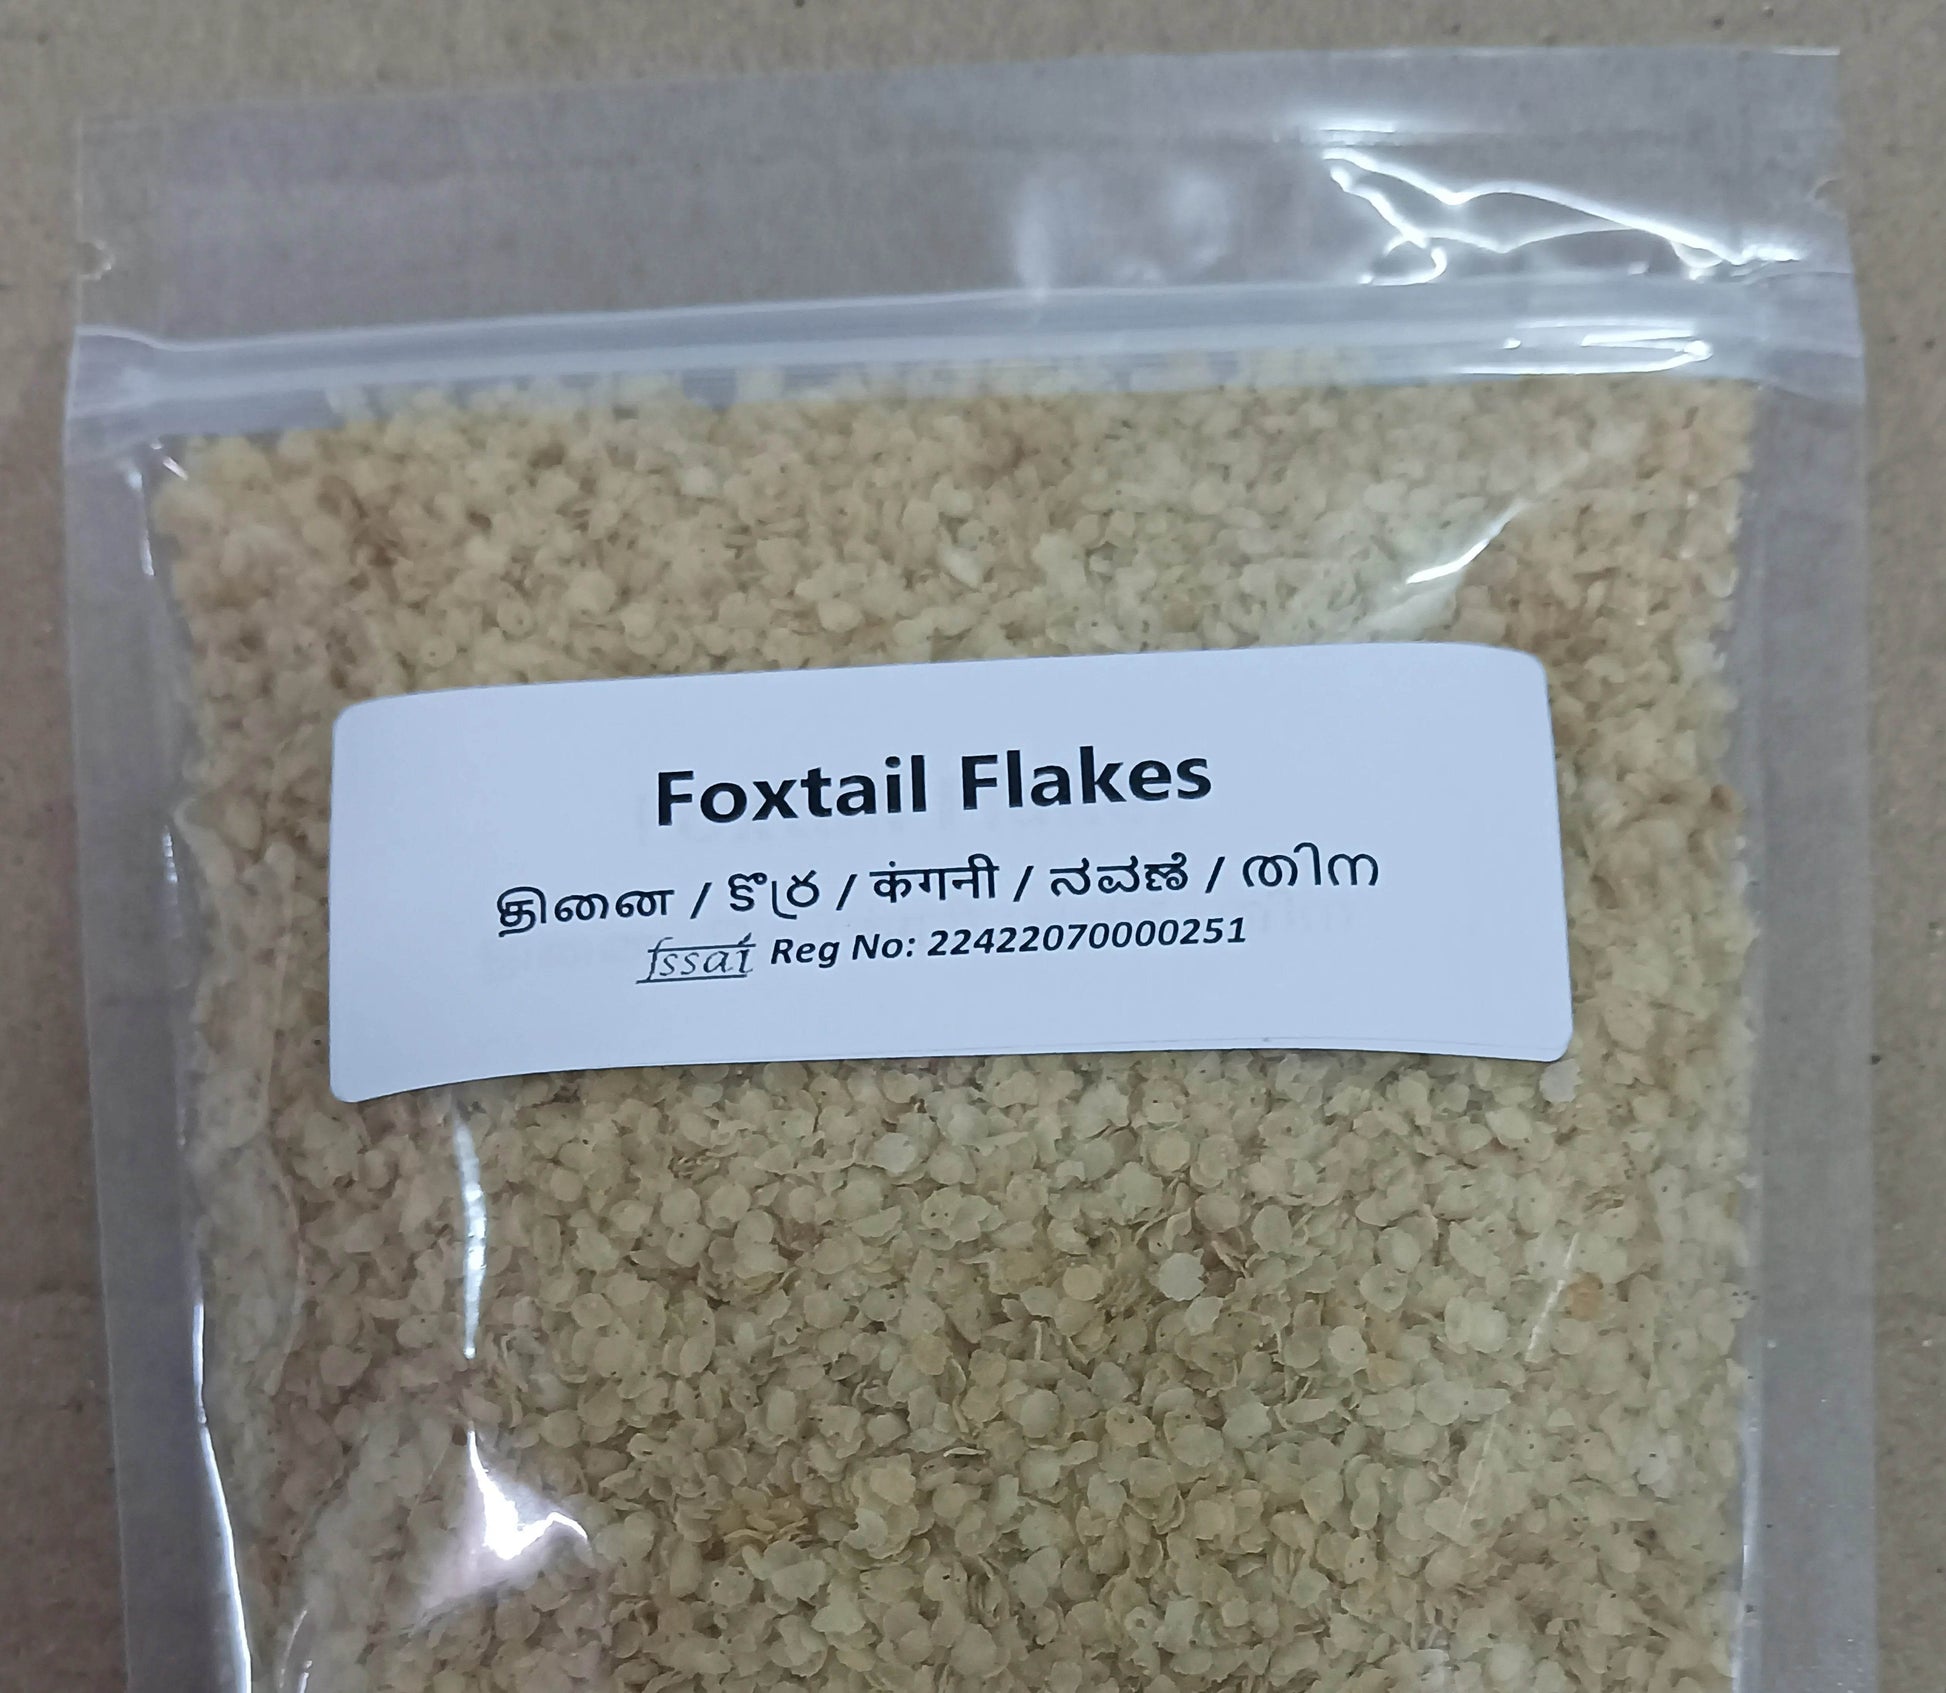 Foxtail Flakes
தினை / కొర్ర / कंगनी / ನವಣೆ / തിന
fssai Reg No: 22422070000251